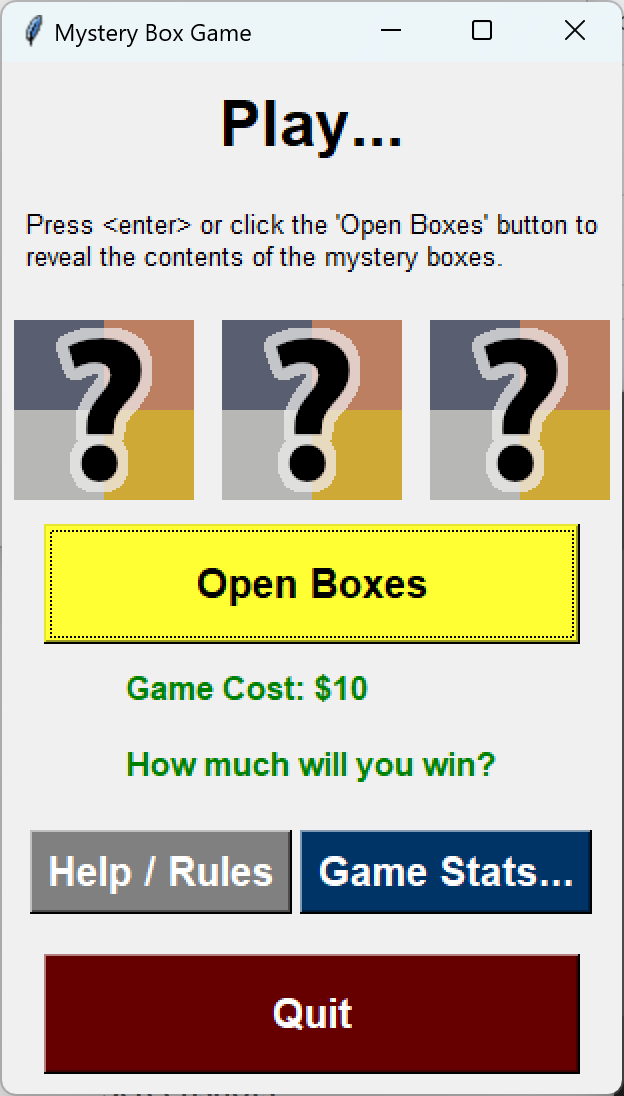 Mystery Box Game
Play...
Press <enter> or click the 'Open Boxes' button to
reveal the contents of the mystery boxes.
? ? ?
Open Boxes
Game Cost: $10
How much will you win?
Help / Rules Game Stats...
Quit